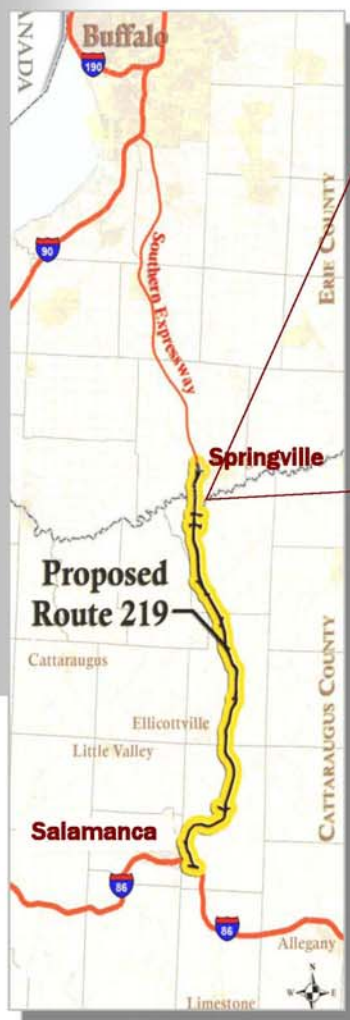 ANADA
Buffalo
190
90
ERIE COUNTY
Southern Expressway
Springville
Proposed
Route 219
Cattaraugus
CATTARAUGUS COUNTY
Ellicottville
Little Valley
Salamanca
86
86
Allegany
N
W E
S
Limestone